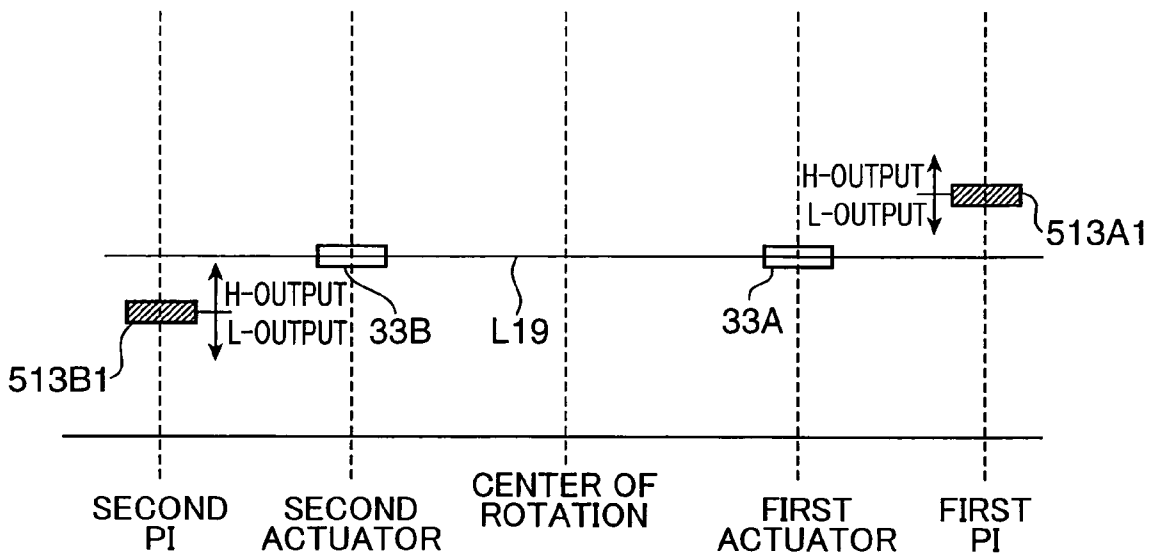 H-OUTPUT
L-OUTPUT
513A1
H-OUTPUT
L-OUTPUT
33B
L19
33A
513B1
SECOND
PI
SECOND
ACTUATOR
CENTER OF
ROTATION
FIRST
ACTUATOR
FIRST
PI